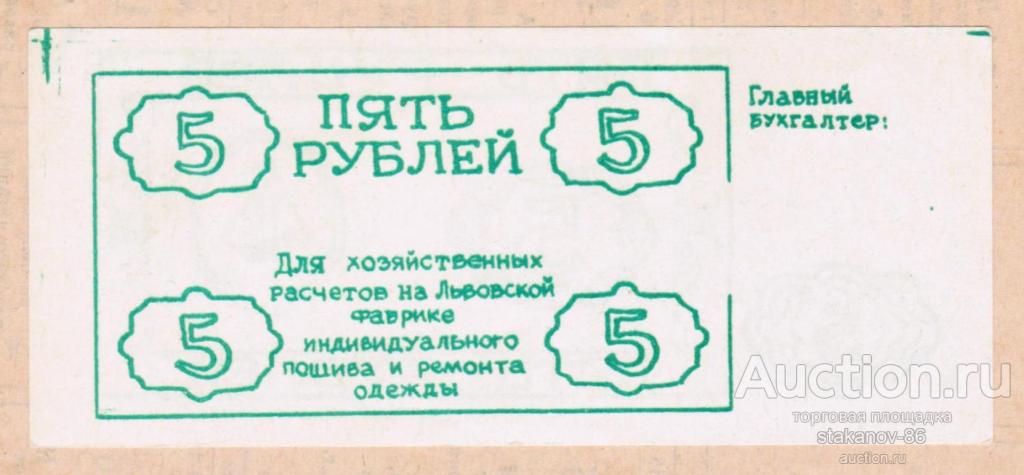 5
ПЯТЬ
РУБЛЕЙ
5
Главный
бухгалтер:
Для хозяйственных
расчетов на Львовской
фабрике
индивидуального
пошива и ремонта
одежды
5
5
Auction.ru
торговая площадка
stakanov-86
auction.ru